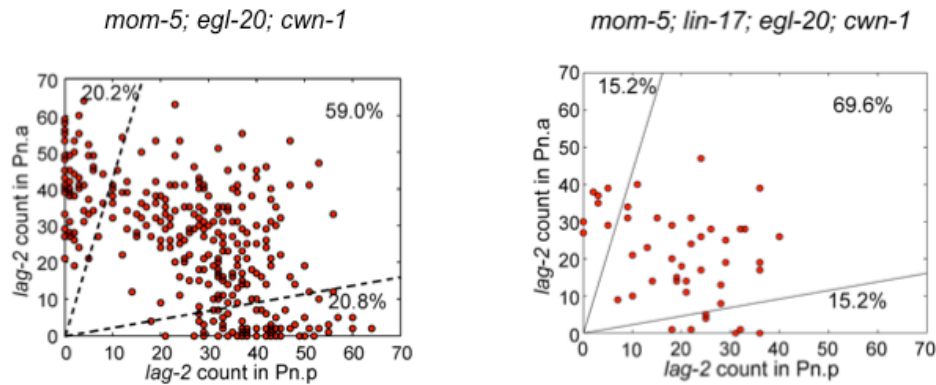 mom-5; egl-20; cwn-1
70
60
50
40
30
20
10
0
lag-2 count in Pn.a
20.2%
59.0%
20.8%
0 10 20 30 40 50 60 70
lag-2 count in Pn.p
mom-5; lin-17; egl-20; cwn-1
70
60
50
40
30
20
10
0
lag-2 count in Pn.a
15.2%
69.6%
15.2%
0 10 20 30 40 50 60 70
lag-2 count in Pn.p